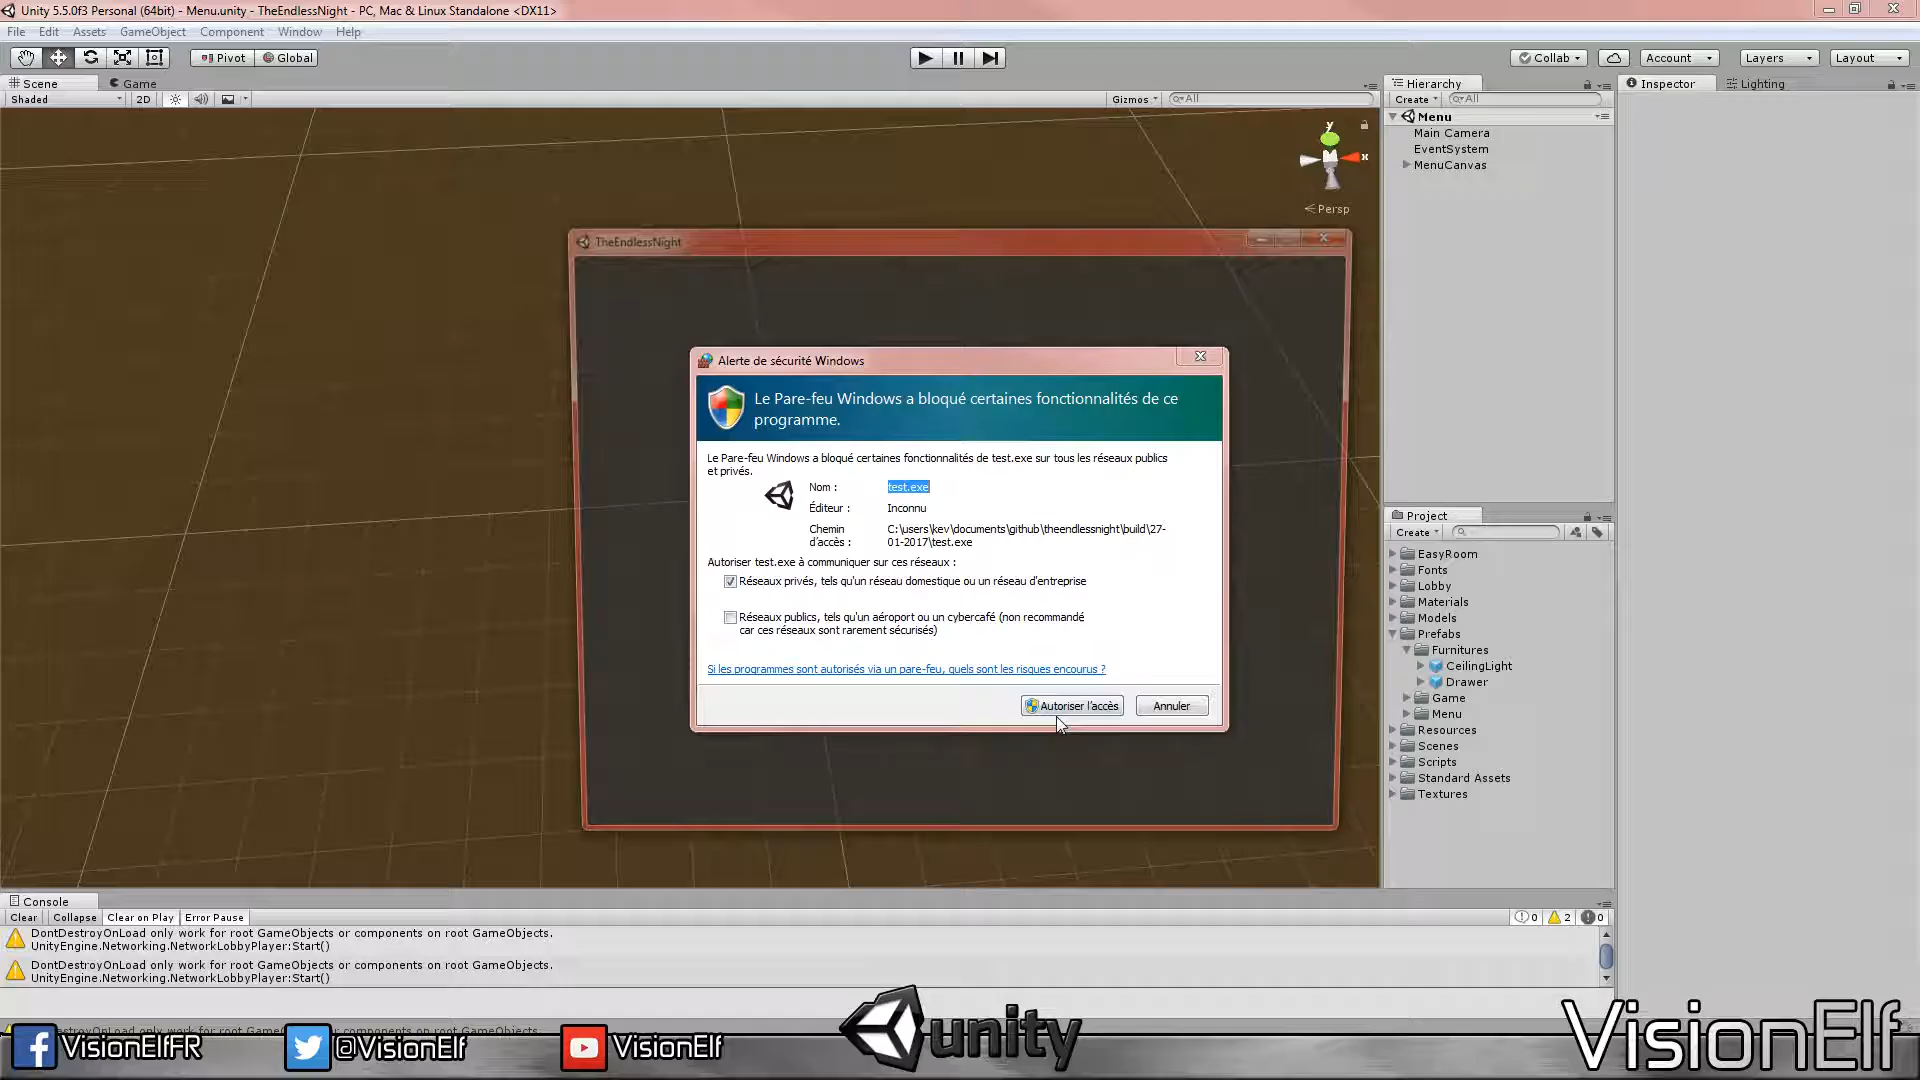 Unity 5.5.0f3 Personal (64bit) - Menu.unity - TheEndlessNight - PC, Mac & Linux Standalone <DX11>
File Edit Assets GameObject Component Window Help
Pivot Global Collab Account Layers Layout
Scene Game
Shaded 2D Gizmos All
Hierarchy
Create All
Menu
Main Camera
EventSystem
MenuCanvas
Inspector Lighting
y
x
Persp
TheEndlessNight
Alerte de sécurité Windows
Le Pare-feu Windows a bloqué certaines fonctionnalités de ce
programme.
Le Pare-feu Windows a bloqué certaines fonctionnalités de test.exe sur tous les réseaux publics
et privés.
Nom : test.exe
Éditeur : Inconnu
Chemin C:\users\kev\documents\github\theendlessnight\build\27-
d'accès : 01-2017\test.exe
Autoriser test.exe à communiquer sur ces réseaux :
Réseaux privés, tels qu'un réseau domestique ou un réseau d'entreprise
Réseaux publics, tels qu'un aéroport ou un cybercafé (non recommandé
car ces réseaux sont rarement sécurisés)
Si les programmes sont autorisés via un pare-feu, quels sont les risques encourus ?
Autoriser l'accès Annuler
Project
Create
EasyRoom
Fonts
Lobby
Materials
Models
Prefabs
Furnitures
CeilingLight
Drawer
Game
Menu
Resources
Scenes
Scripts
Standard Assets
Textures
Console
Clear Collapse Clear on Play Error Pause 0 2 0
DontDestroyOnLoad only work for root GameObjects or components on root GameObjects.
UnityEngine.Networking.NetworkLobbyPlayer:Start()
DontDestroyOnLoad only work for root GameObjects or components on root GameObjects.
UnityEngine.Networking.NetworkLobbyPlayer:Start()
VisionElfFR @VisionElf VisionElf unity VisionElf